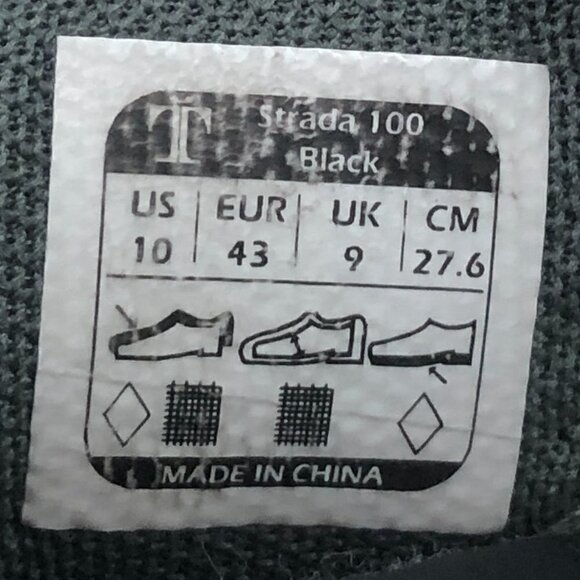 T Strada 100
Black
US EUR UK CM
10 43 9 27.6
MADE IN CHINA